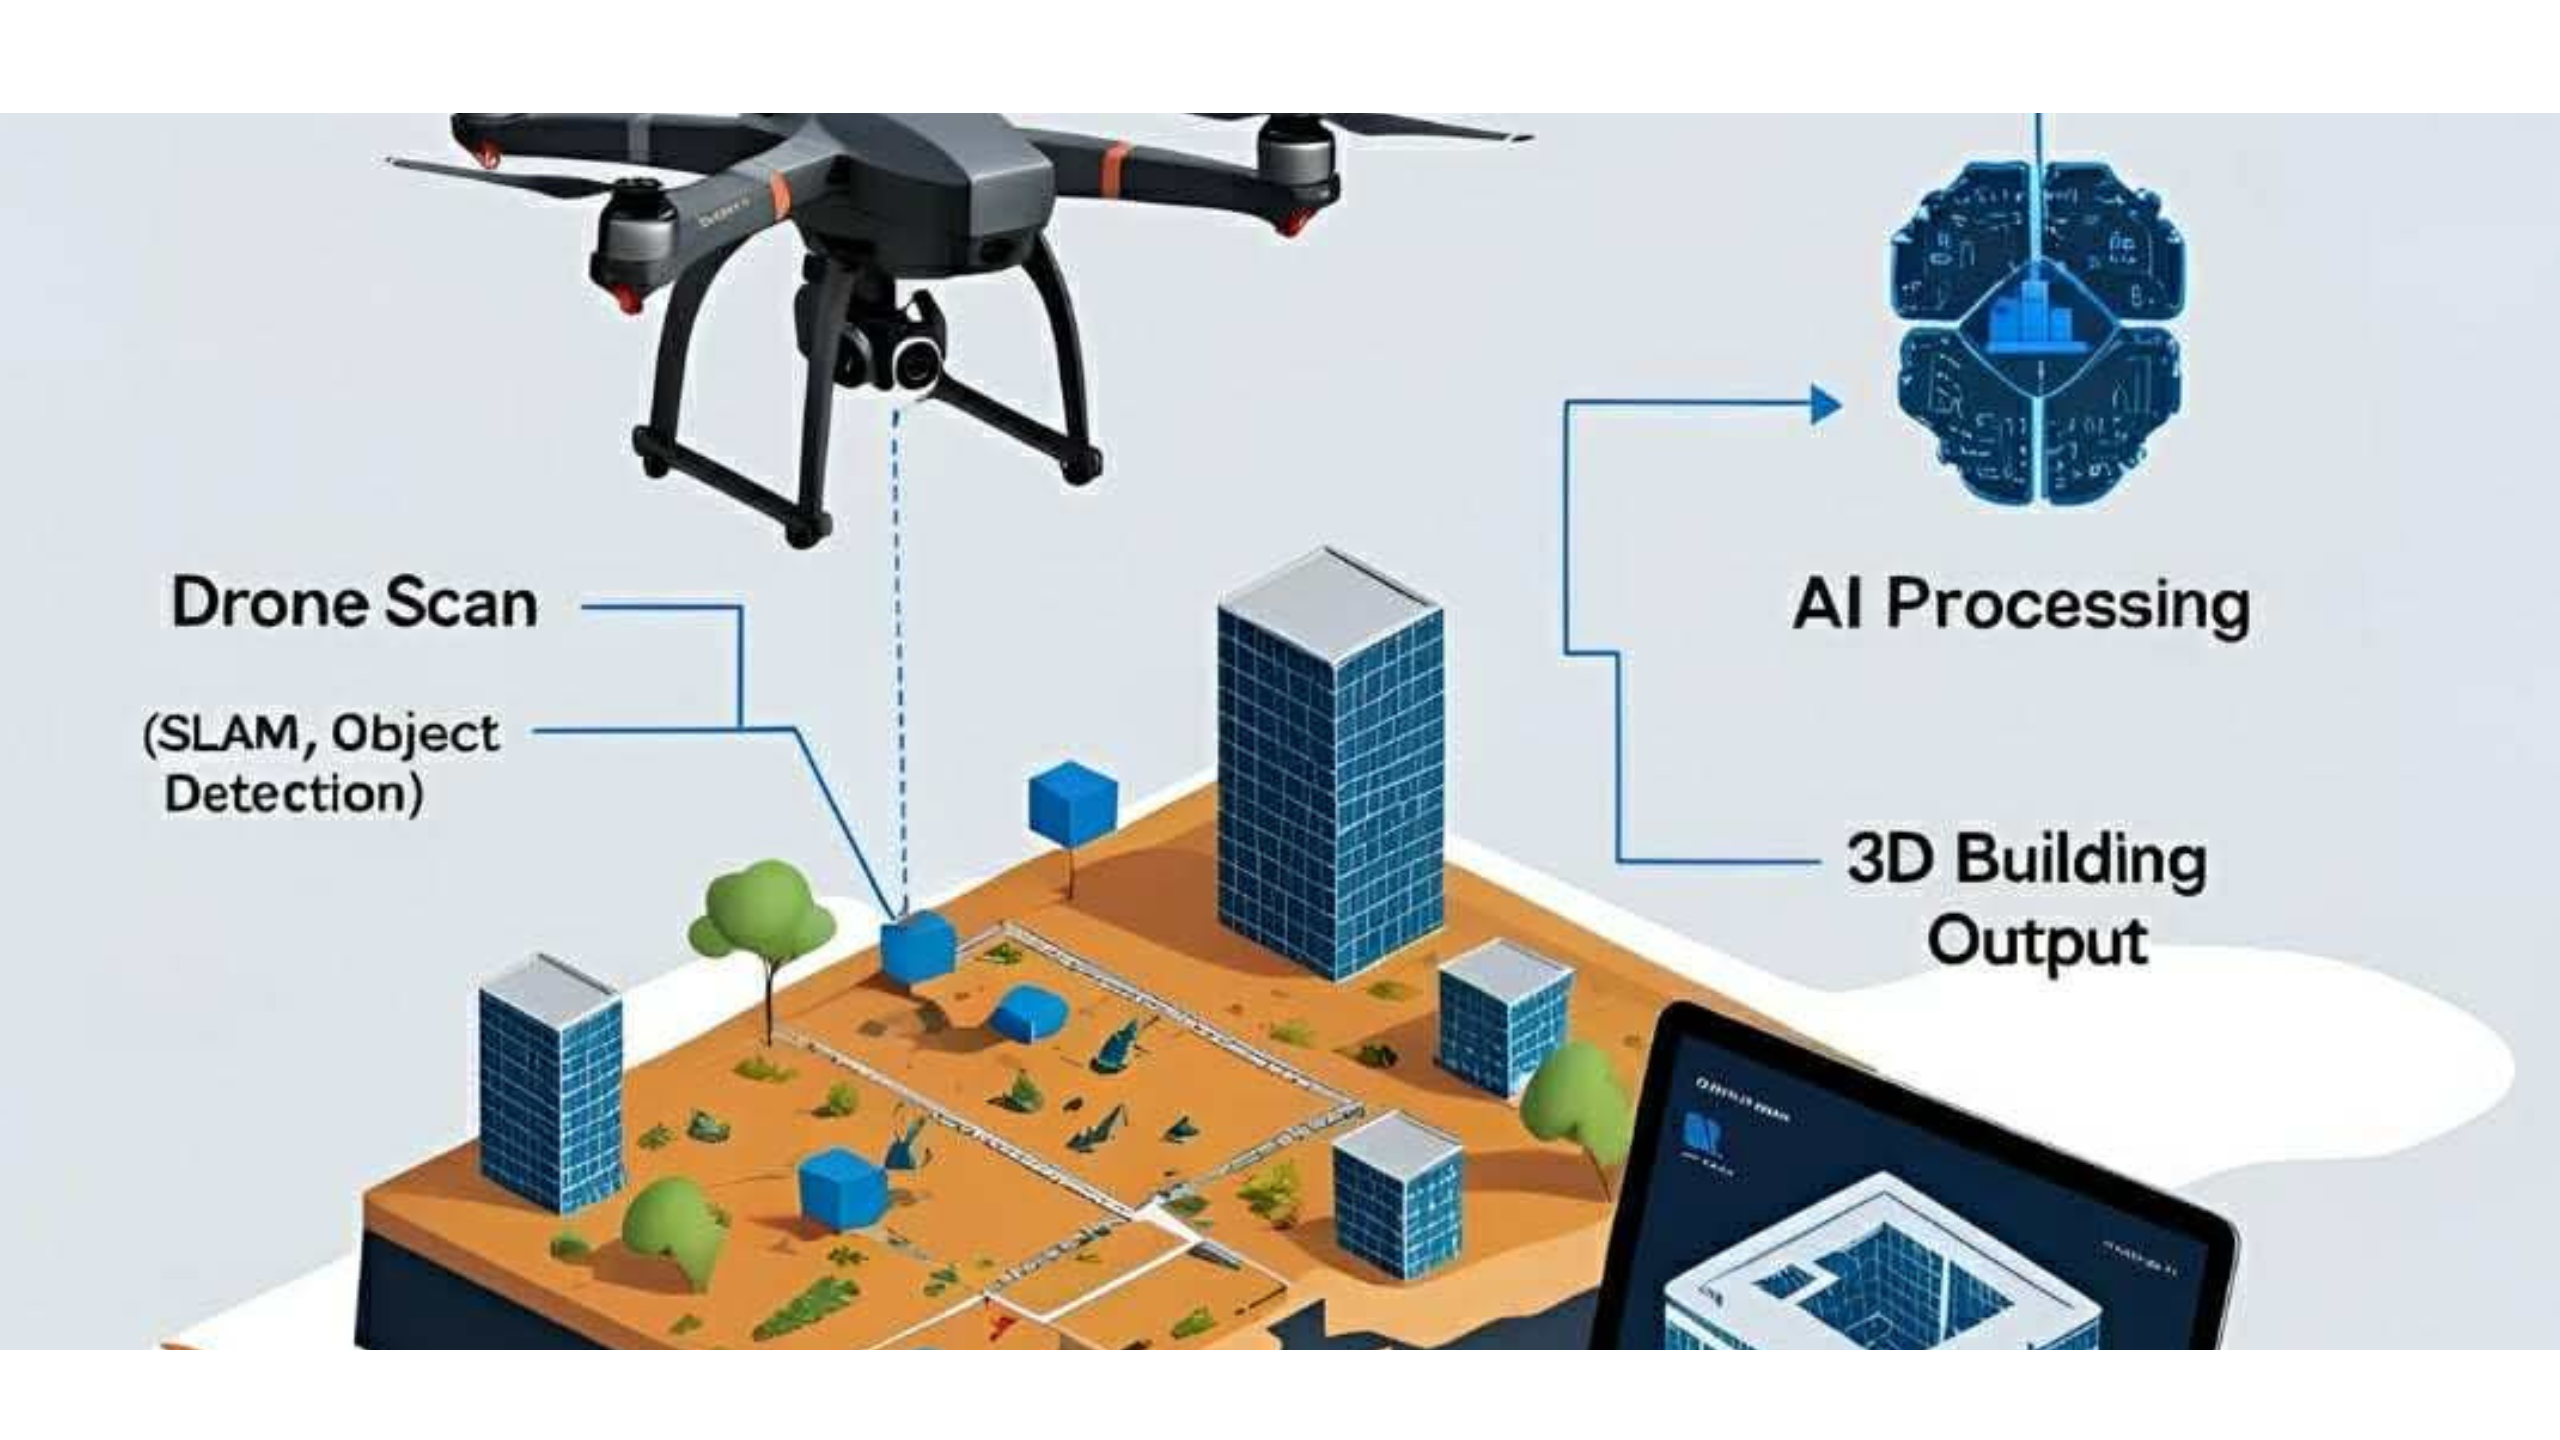 Drone Scan
(SLAM, Object
Detection)
AI Processing
3D Building
Output